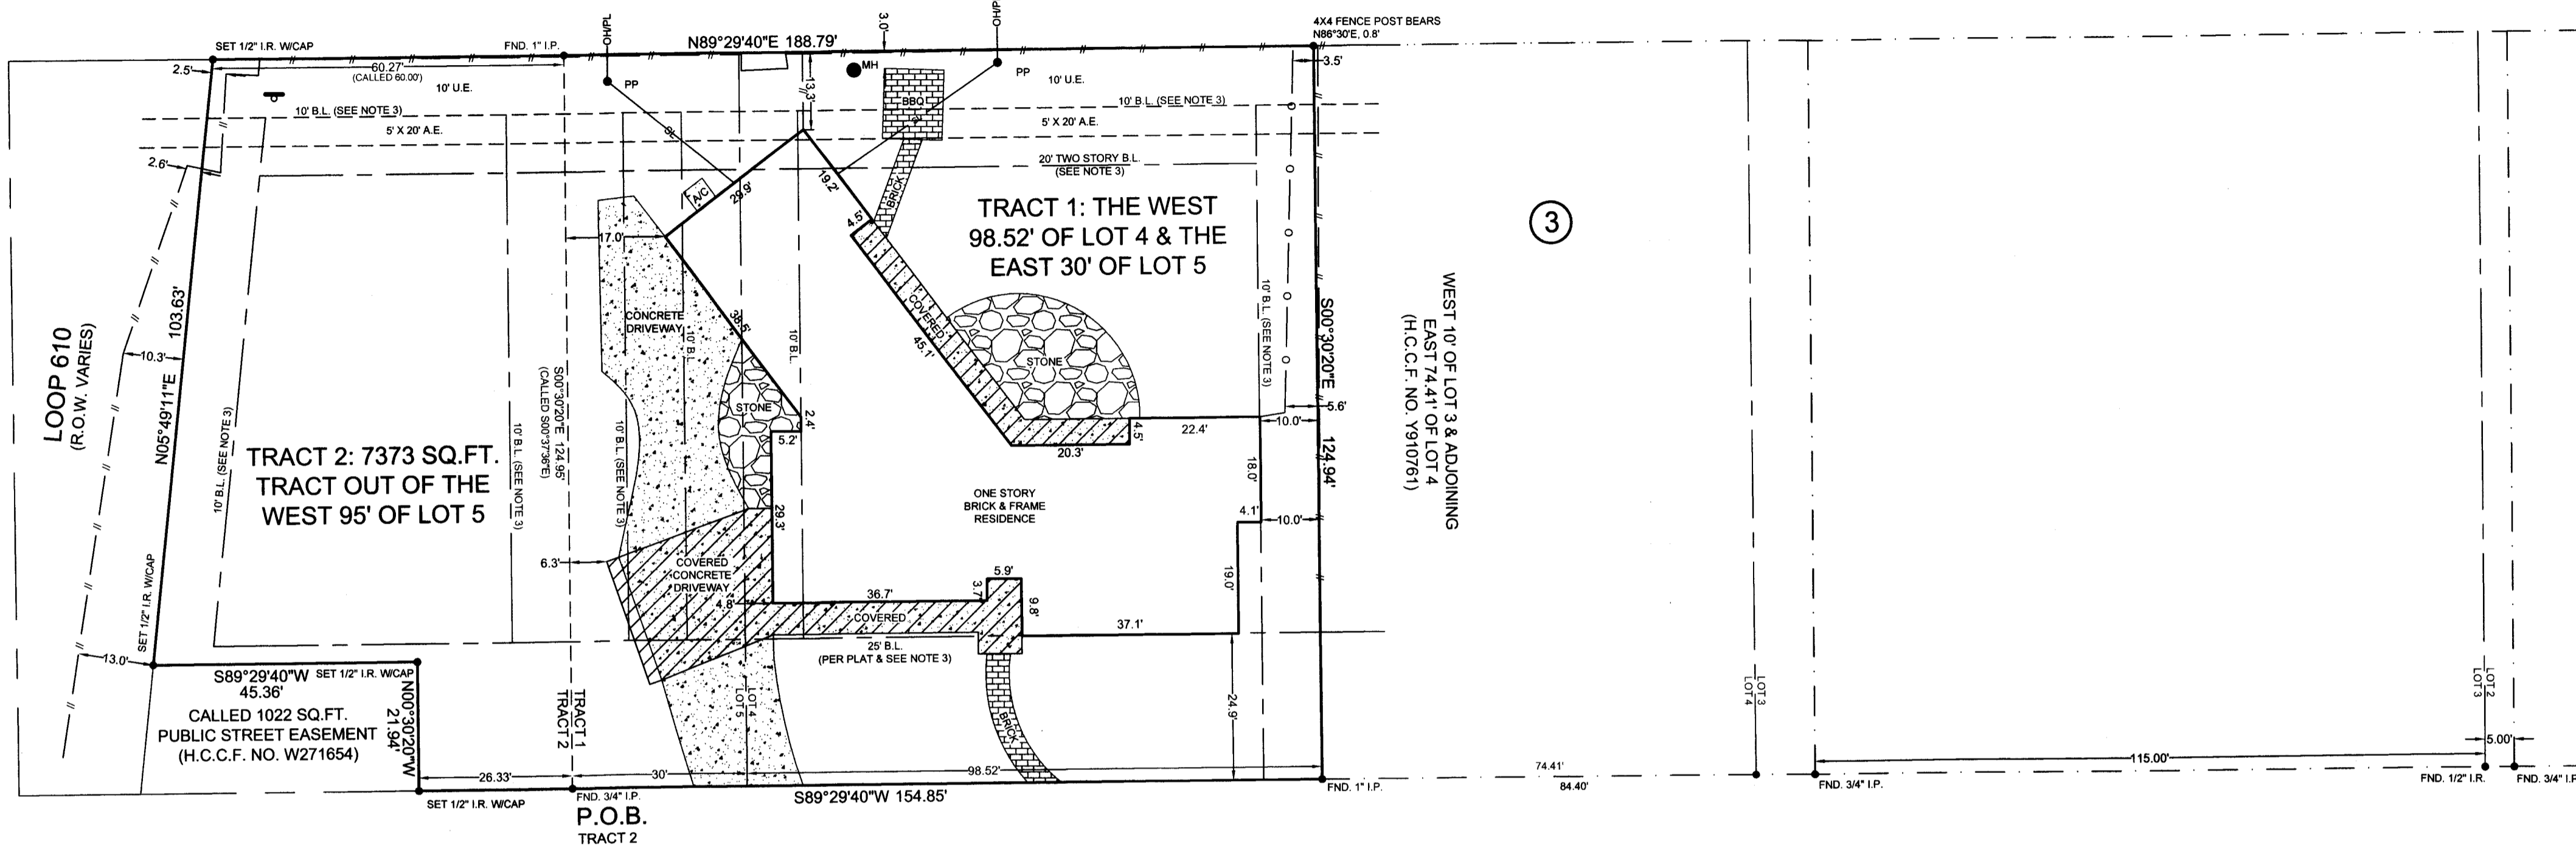 OH/PL
3.0'
OH/PL
4X4 FENCE POST BEARS
N86°30'E, 0.8'
SET 1/2" I.R. W/CAP
FND. 1" I.P.
N89°29'40"E 188.79'
2.5'
60.27'
(CALLED 60.00')
10' U.E.
PP
13.3'
MH
PP
10' U.E.
3.5'
BBQ
10' B.L. (SEE NOTE 3)
10' B.L. (SEE NOTE 3)
5' X 20' A.E.
5' X 20' A.E.
2.6'
20' TWO STORY B.L.
(SEE NOTE 3)
A/C
29.9'
19.2'
BRICK
4.5'
17.0'
TRACT 1: THE WEST
98.52' OF LOT 4 & THE
EAST 30' OF LOT 5
3
LOOP 610
(R.O.W. VARIES)
10.3'
N05°49'11"E 103.63'
CONCRETE
DRIVEWAY
38.5'
10' B.L.
10' B.L.
COVERED
45.1'
STONE
10' B.L. (SEE NOTE 3)
S00°30'20"E 124.94'
WEST 10' OF LOT 3 & ADJOINING
EAST 74.41' OF LOT 4
(H.C.C.F. NO. Y910761)
S00°30'20"E 124.95'
(CALLED S00°37'36"E)
10' B.L. (SEE NOTE 3)
10' B.L. (SEE NOTE 3)
10' B.L. (SEE NOTE 3)
STONE
2.4'
5.2'
4.5'
22.4'
5.6'
10.0'
20.3'
18.0'
TRACT 2: 7373 SQ.FT.
TRACT OUT OF THE
WEST 95' OF LOT 5
29.3'
ONE STORY
BRICK & FRAME
RESIDENCE
4.1'
10.0'
19.0'
6.3'
COVERED
CONCRETE
DRIVEWAY
4.8'
36.7'
3.7'
5.9'
9.8'
COVERED
37.1'
25' B.L.
(PER PLAT & SEE NOTE 3)
SET 1/2" I.R. W/CAP
13.0'
S89°29'40"W
45.36'
SET 1/2" I.R. W/CAP
N00°30'20"W
21.94'
CALLED 1022 SQ.FT.
PUBLIC STREET EASEMENT
(H.C.C.F. NO. W271654)
TRACT 1
TRACT 2
LOT 4
LOT 5
BRICK
24.9'
LOT 3
LOT 4
LOT 2
LOT 3
26.33'
30'
98.52'
74.41'
84.40'
115.00'
5.00'
SET 1/2" I.R. W/CAP
FND. 3/4" I.P.
P.O.B.
TRACT 2
S89°29'40"W 154.85'
FND. 1" I.P.
FND. 3/4" I.P.
FND. 1/2" I.R.
FND. 3/4" I.P